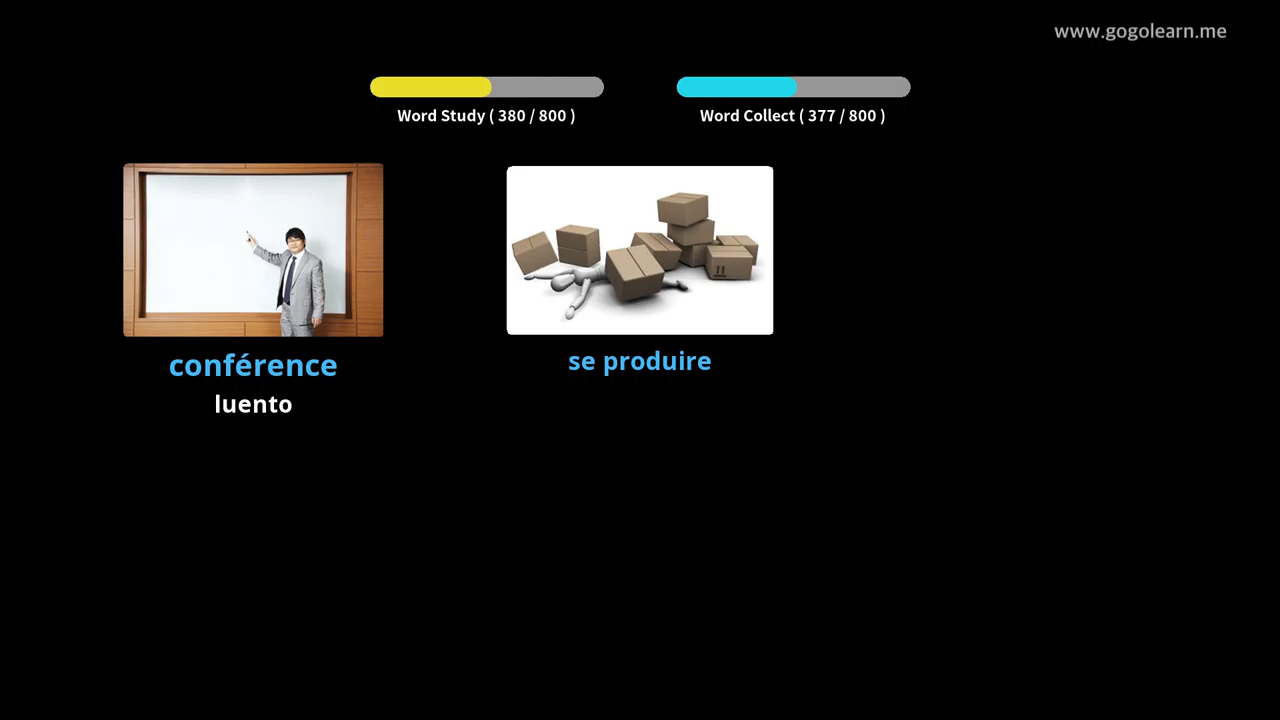 www.gogolearn.me
Word Study ( 380 / 800 )
Word Collect ( 377 / 800 )
conférence
luento
se produire